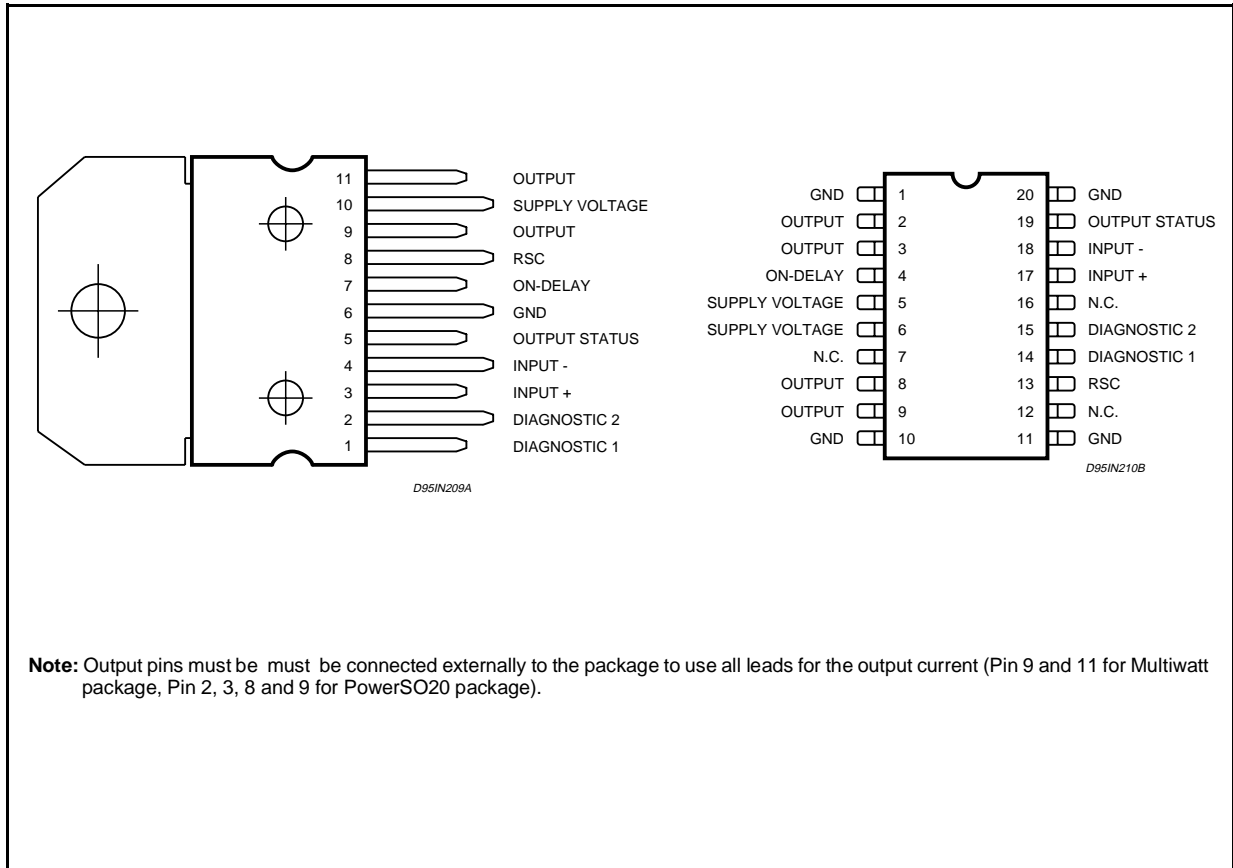 11 OUTPUT
10 SUPPLY VOLTAGE
9 OUTPUT
8 RSC
7 ON-DELAY
6 GND
5 OUTPUT STATUS
4 INPUT -
3 INPUT +
2 DIAGNOSTIC 2
1 DIAGNOSTIC 1
D95IN209A
GND 1 20 GND
OUTPUT 2 19 OUTPUT STATUS
OUTPUT 3 18 INPUT -
ON-DELAY 4 17 INPUT +
SUPPLY VOLTAGE 5 16 N.C.
SUPPLY VOLTAGE 6 15 DIAGNOSTIC 2
N.C. 7 14 DIAGNOSTIC 1
OUTPUT 8 13 RSC
OUTPUT 9 12 N.C.
GND 10 11 GND
D95IN210B
Note: Output pins must be must be connected externally to the package to use all leads for the output current (Pin 9 and 11 for Multiwatt
package, Pin 2, 3, 8 and 9 for PowerSO20 package).